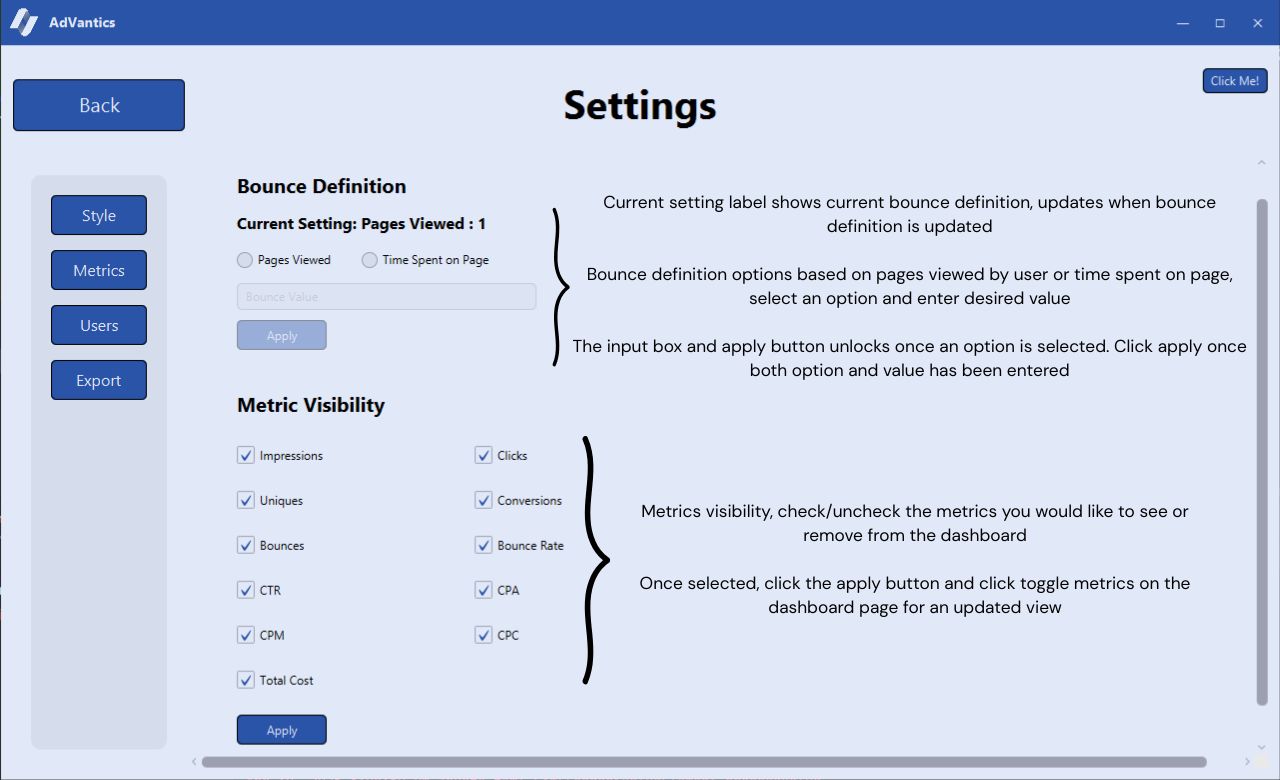 AdVantics
Back
Settings
Click Me!
Style
Metrics
Users
Export
Bounce Definition
Current Setting: Pages Viewed : 1
Pages Viewed
Time Spent on Page
Bounce Value
Apply
Current setting label shows current bounce definition, updates when bounce
definition is updated
Bounce definition options based on pages viewed by user or time spent on page,
select an option and enter desired value
The input box and apply button unlocks once an option is selected. Click apply once
both option and value has been entered
Metric Visibility
Impressions
Clicks
Uniques
Conversions
Bounces
Bounce Rate
CTR
CPA
CPM
CPC
Total Cost
Apply
Metrics visibility, check/uncheck the metrics you would like to see or
remove from the dashboard
Once selected, click the apply button and click toggle metrics on the
dashboard page for an updated view